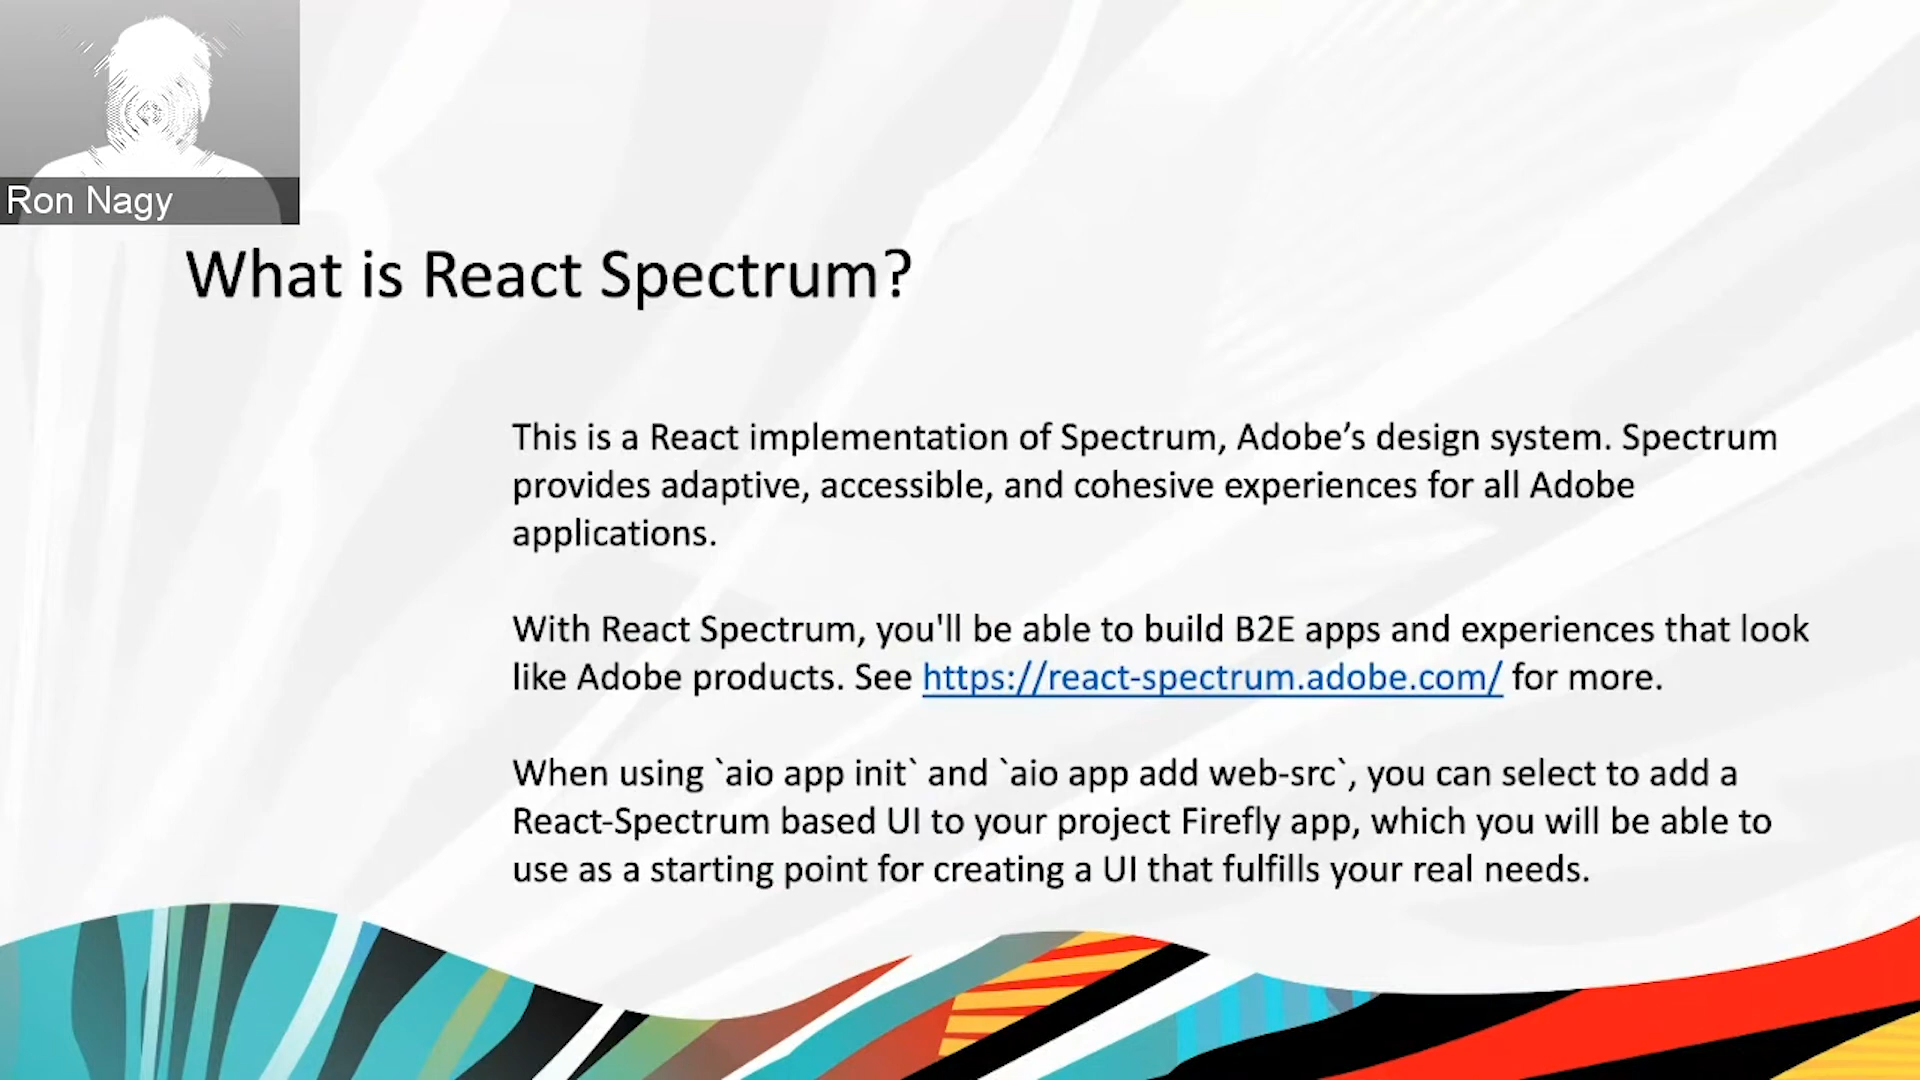 Ron Nagy
What is React Spectrum?
This is a React implementation of Spectrum, Adobe’s design system. Spectrum
provides adaptive, accessible, and cohesive experiences for all Adobe
applications.
With React Spectrum, you'll be able to build B2E apps and experiences that look
like Adobe products. See https://react-spectrum.adobe.com/ for more.
When using `aio app init` and `aio app add web-src`, you can select to add a
React-Spectrum based UI to your project Firefly app, which you will be able to
use as a starting point for creating a UI that fulfills your real needs.